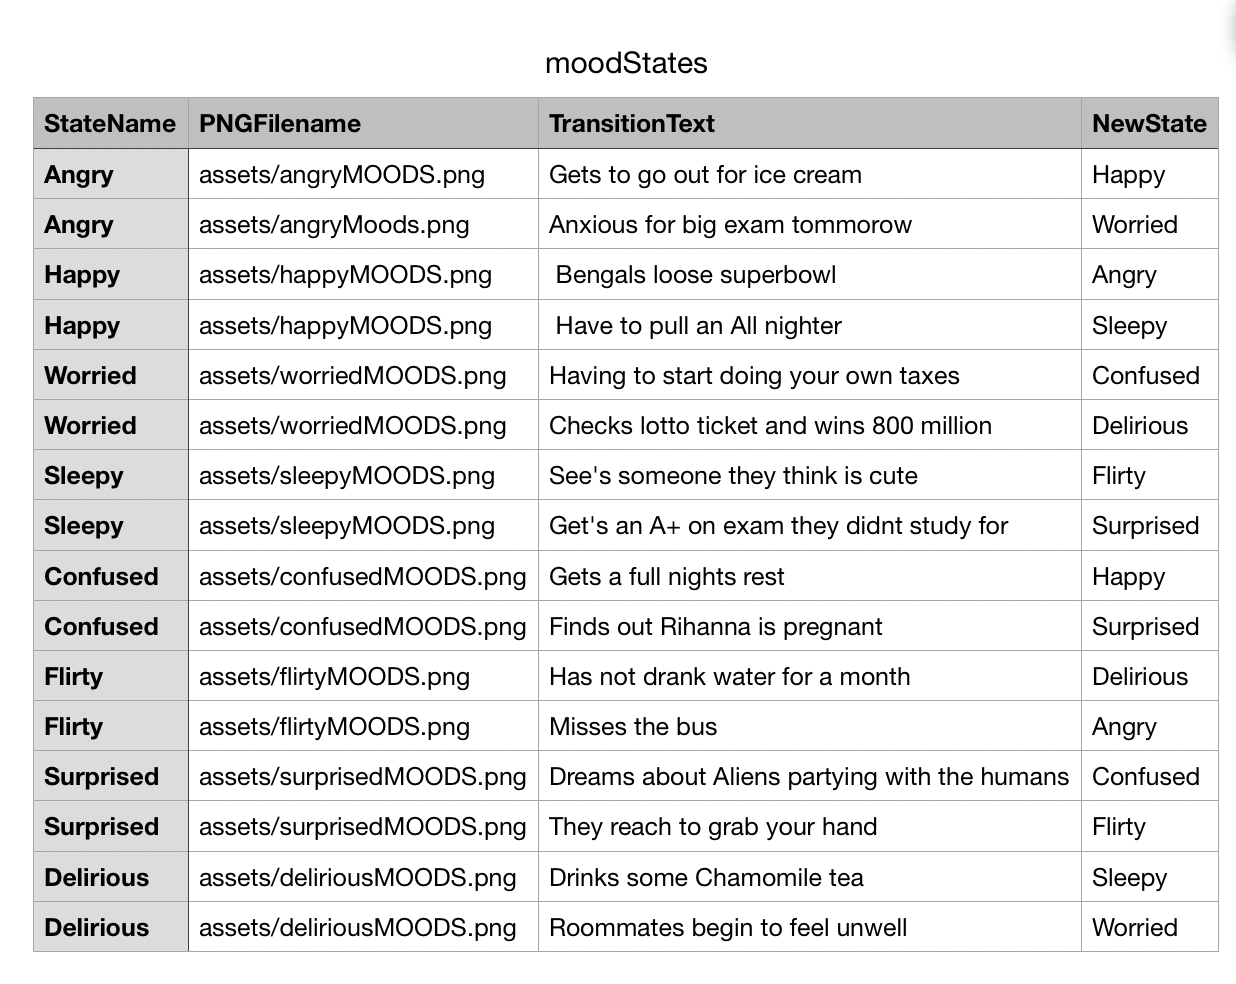 moodStates
StateName PNGFilename TransitionText NewState
Angry assets/angryMOODS.png Gets to go out for ice cream Happy
Angry assets/angryMoods.png Anxious for big exam tommorow Worried
Happy assets/happyMOODS.png Bengals loose superbowl Angry
Happy assets/happyMOODS.png Have to pull an All nighter Sleepy
Worried assets/worriedMOODS.png Having to start doing your own taxes Confused
Worried assets/worriedMOODS.png Checks lotto ticket and wins 800 million Delirious
Sleepy assets/sleepyMOODS.png See's someone they think is cute Flirty
Sleepy assets/sleepyMOODS.png Get's an A+ on exam they didnt study for Surprised
Confused assets/confusedMOODS.png Gets a full nights rest Happy
Confused assets/confusedMOODS.png Finds out Rihanna is pregnant Surprised
Flirty assets/flirtyMOODS.png Has not drank water for a month Delirious
Flirty assets/flirtyMOODS.png Misses the bus Angry
Surprised assets/surprisedMOODS.png Dreams about Aliens partying with the humans Confused
Surprised assets/surprisedMOODS.png They reach to grab your hand Flirty
Delirious assets/deliriousMOODS.png Drinks some Chamomile tea Sleepy
Delirious assets/deliriousMOODS.png Roommates begin to feel unwell Worried